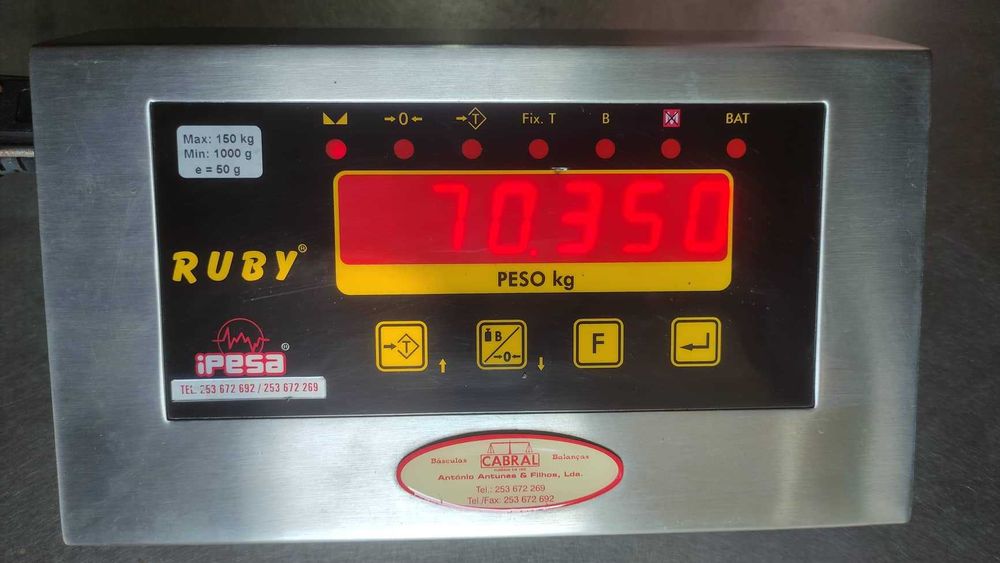 →0← →T Fix. T B BAT
Max: 150 kg
Min: 1000 g
e = 50 g
70.350
PESO kg
RUBY®
→T B →0← F
iPESA®
TEL. 253 672 692 / 253 672 269
Básculas CABRAL Balanças
António Antunes & Filhos, Lda.
Tel.: 253 672 269
Tel./Fax: 253 672 692